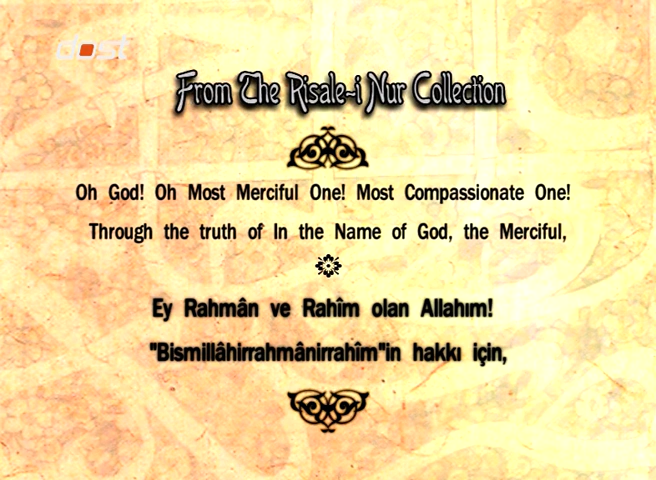 dost
From The Risale-i Nur Collection
Oh God! Oh Most Merciful One! Most Compassionate One!
Through the truth of In the Name of God, the Merciful,
Ey Rahmân ve Rahîm olan Allahım!
"Bismillâhirrahmânirrahîm"in hakkı için,